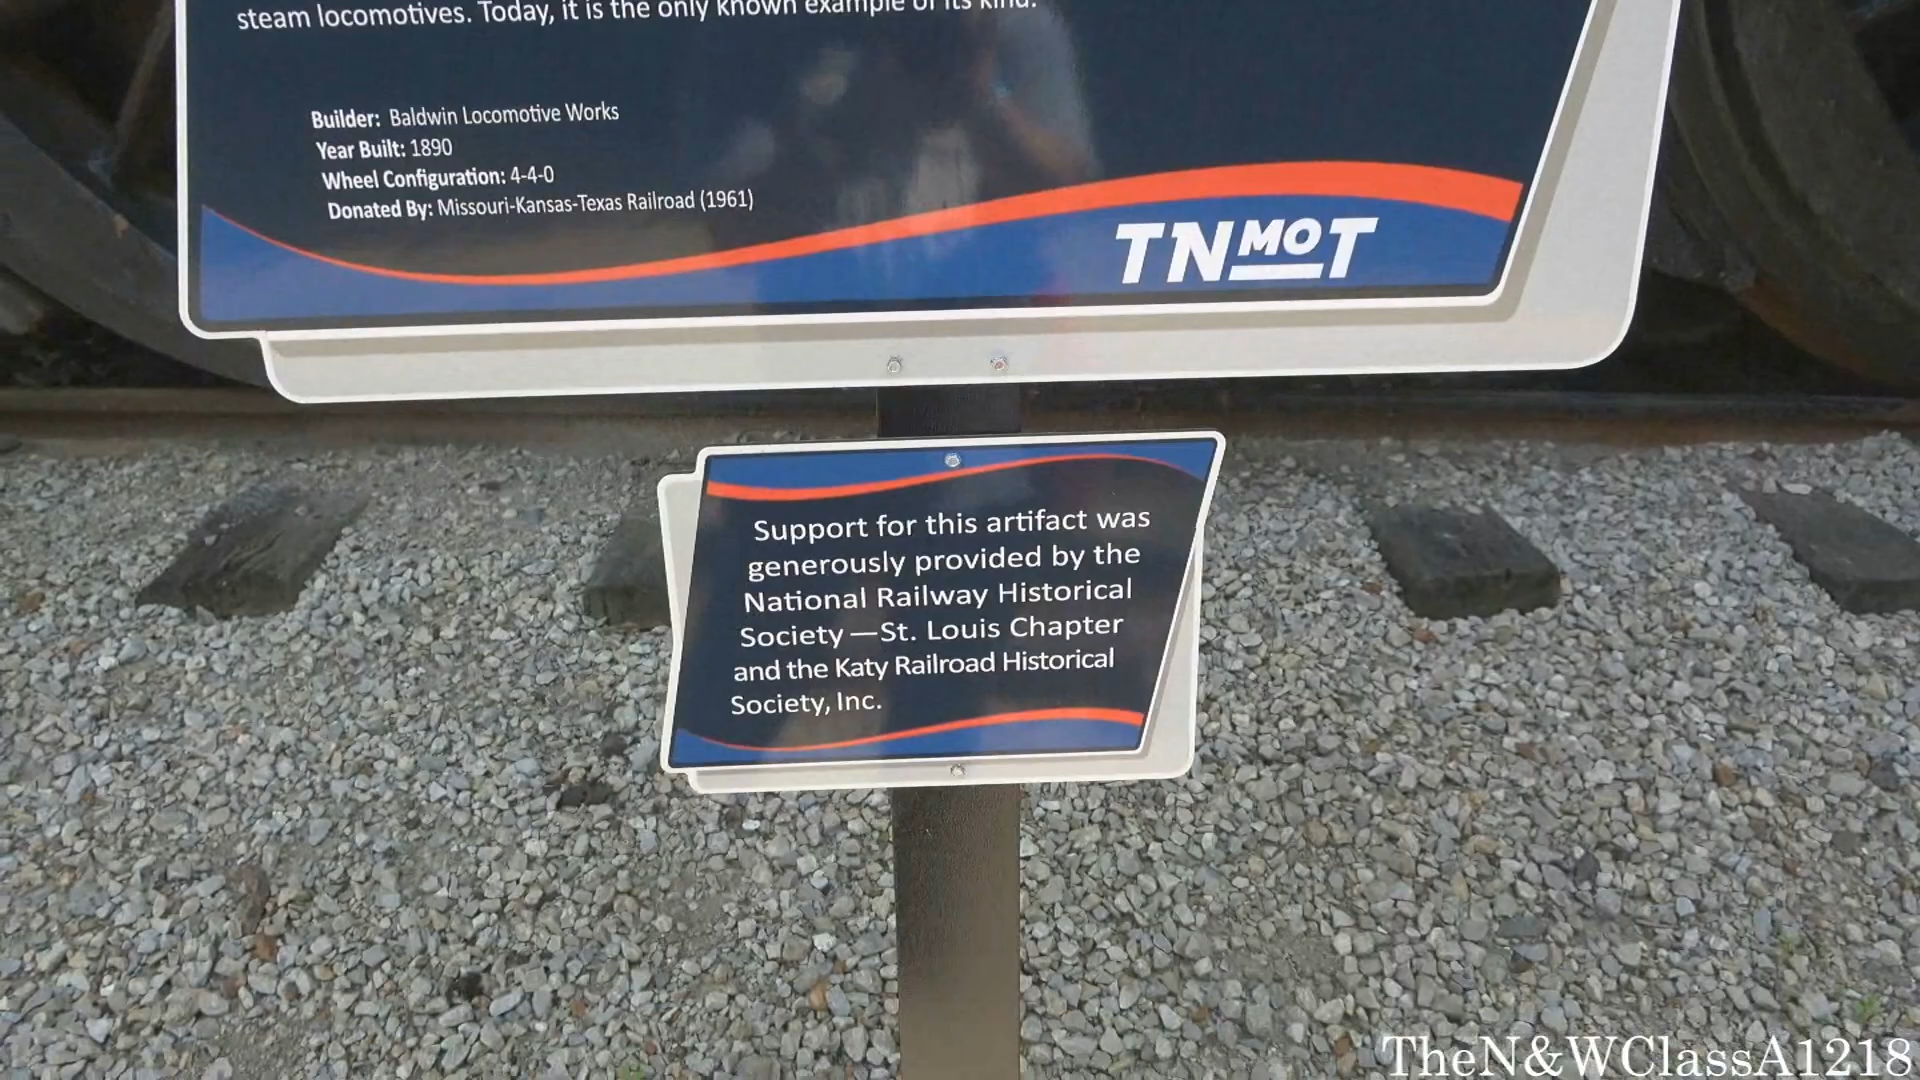 steam locomotives. Today, it is the only known example of its kind.
Builder: Baldwin Locomotive Works
Year Built: 1890
Wheel Configuration: 4-4-0
Donated By: Missouri-Kansas-Texas Railroad (1961)
TNMOT
Support for this artifact was
generously provided by the
National Railway Historical
Society — St. Louis Chapter
and the Katy Railroad Historical
Society, Inc.
TheN&WClassA1218